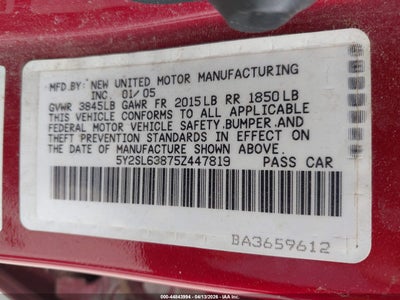 MFD.BY: NEW UNITED MOTOR MANUFACTURING
INC. 01/05
GVWR 3845LB GAWR FR 2015LB RR 1850LB
THIS VEHICLE CONFORMS TO ALL APPLICABLE
FEDERAL MOTOR VEHICLE SAFETY,BUMPER,AND
THEFT PREVENTION STANDARDS IN EFFECT ON
THE DATE OF MANUFACTURE SHOWN ABOVE.
5Y2SL63875Z447819 PASS CAR
BA3659612
000-44843994 - 04/13/2026 - IAA Inc.